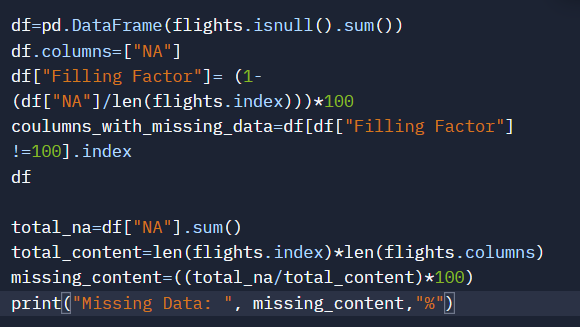 df=pd.DataFrame(flights.isnull().sum())
df.columns=["NA"]
df["Filling Factor"]= (1-
(df["NA"]/len(flights.index)))*100
coulumns_with_missing_data=df[df["Filling Factor"]
!=100].index
df
total_na=df["NA"].sum()
total_content=len(flights.index)*len(flights.columns)
missing_content=((total_na/total_content)*100)
print("Missing Data: ", missing_content,"%")